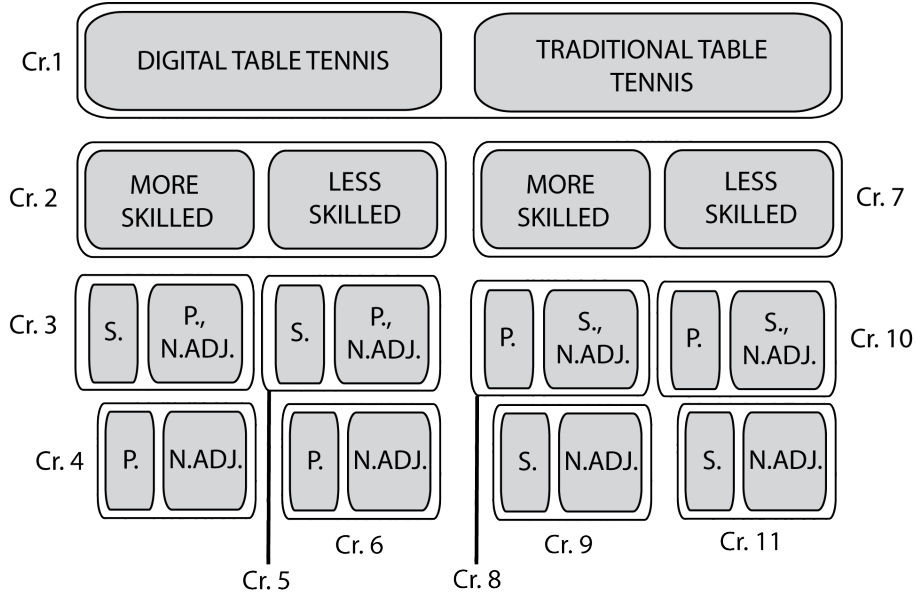 Cr.1
DIGITAL TABLE TENNIS
TRADITIONAL TABLE
TENNIS
Cr. 2
MORE
SKILLED
LESS
SKILLED
MORE
SKILLED
LESS
SKILLED
Cr. 7
Cr. 3
S.
P.,
N.ADJ.
S.
P.,
N.ADJ.
P.
S.,
N.ADJ.
P.
S.,
N.ADJ.
Cr. 10
Cr. 4
P.
N.ADJ.
P.
N.ADJ.
S.
N.ADJ.
S.
N.ADJ.
Cr. 6
Cr. 9
Cr. 11
Cr. 5
Cr. 8